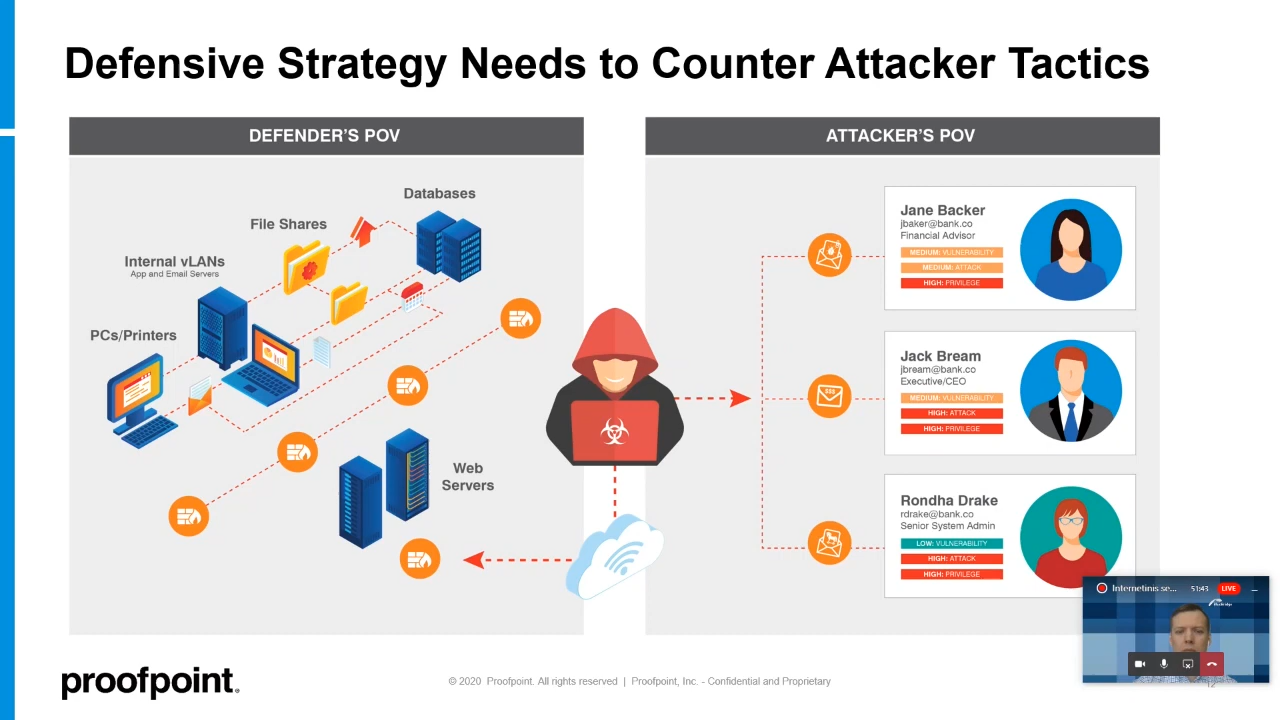 Defensive Strategy Needs to Counter Attacker Tactics
DEFENDER'S POV
Databases
File Shares
Internal vLANs
App and Email Servers
PCs/Printers
Web
Servers
ATTACKER'S POV
Jane Backer
jbaker@bank.co
Financial Advisor
MEDIUM: VULNERABILITY
MEDIUM: ATTACK
HIGH: PRIVILEGE
$$$
Jack Bream
jbream@bank.co
Executive/CEO
MEDIUM: VULNERABILITY
HIGH: ATTACK
HIGH: PRIVILEGE
Rondha Drake
rdrake@bank.co
Senior System Admin
LOW: VULNERABILITY
HIGH: ATTACK
HIGH: PRIVILEGE
Internetinis se... 51:43 LIVE
proofpoint.
© 2020 Proofpoint. All rights reserved | Proofpoint, Inc. - Confidential and Proprietary
12